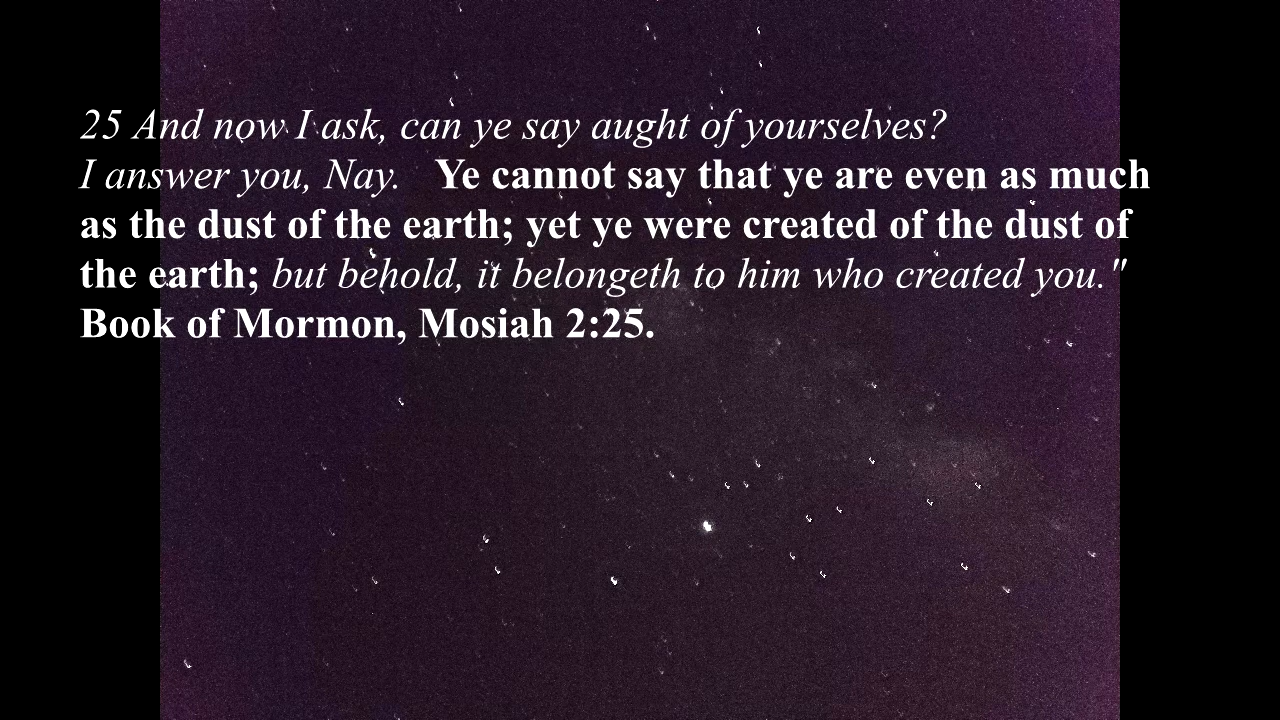 25 And now I ask, can ye say aught of yourselves?
I answer you, Nay.   Ye cannot say that ye are even as much
as the dust of the earth; yet ye were created of the dust of
the earth; but behold, it belongeth to him who created you."
Book of Mormon, Mosiah 2:25.